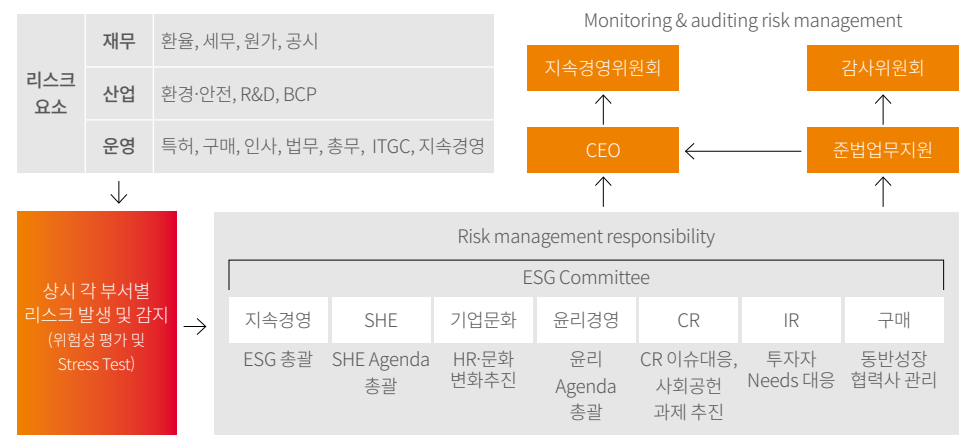 리스크
요소
재무
환율, 세무, 원가, 공시
산업
환경·안전, R&D, BCP
운영
특허, 구매, 인사, 법무, 총무, ITGC, 지속경영
Monitoring & auditing risk management
지속경영위원회
감사위원회
CEO
준법업무지원
상시 각 부서별
리스크 발생 및 감지
(위험성 평가 및
Stress Test)
Risk management responsibility
ESG Committee
지속경영
ESG 총괄
SHE
SHE Agenda
총괄
기업문화
HR·문화
변화추진
윤리경영
윤리
Agenda
총괄
CR
CR 이슈대응,
사회공헌
과제 추진
IR
투자자
Needs 대응
구매
동반성장
협력사 관리